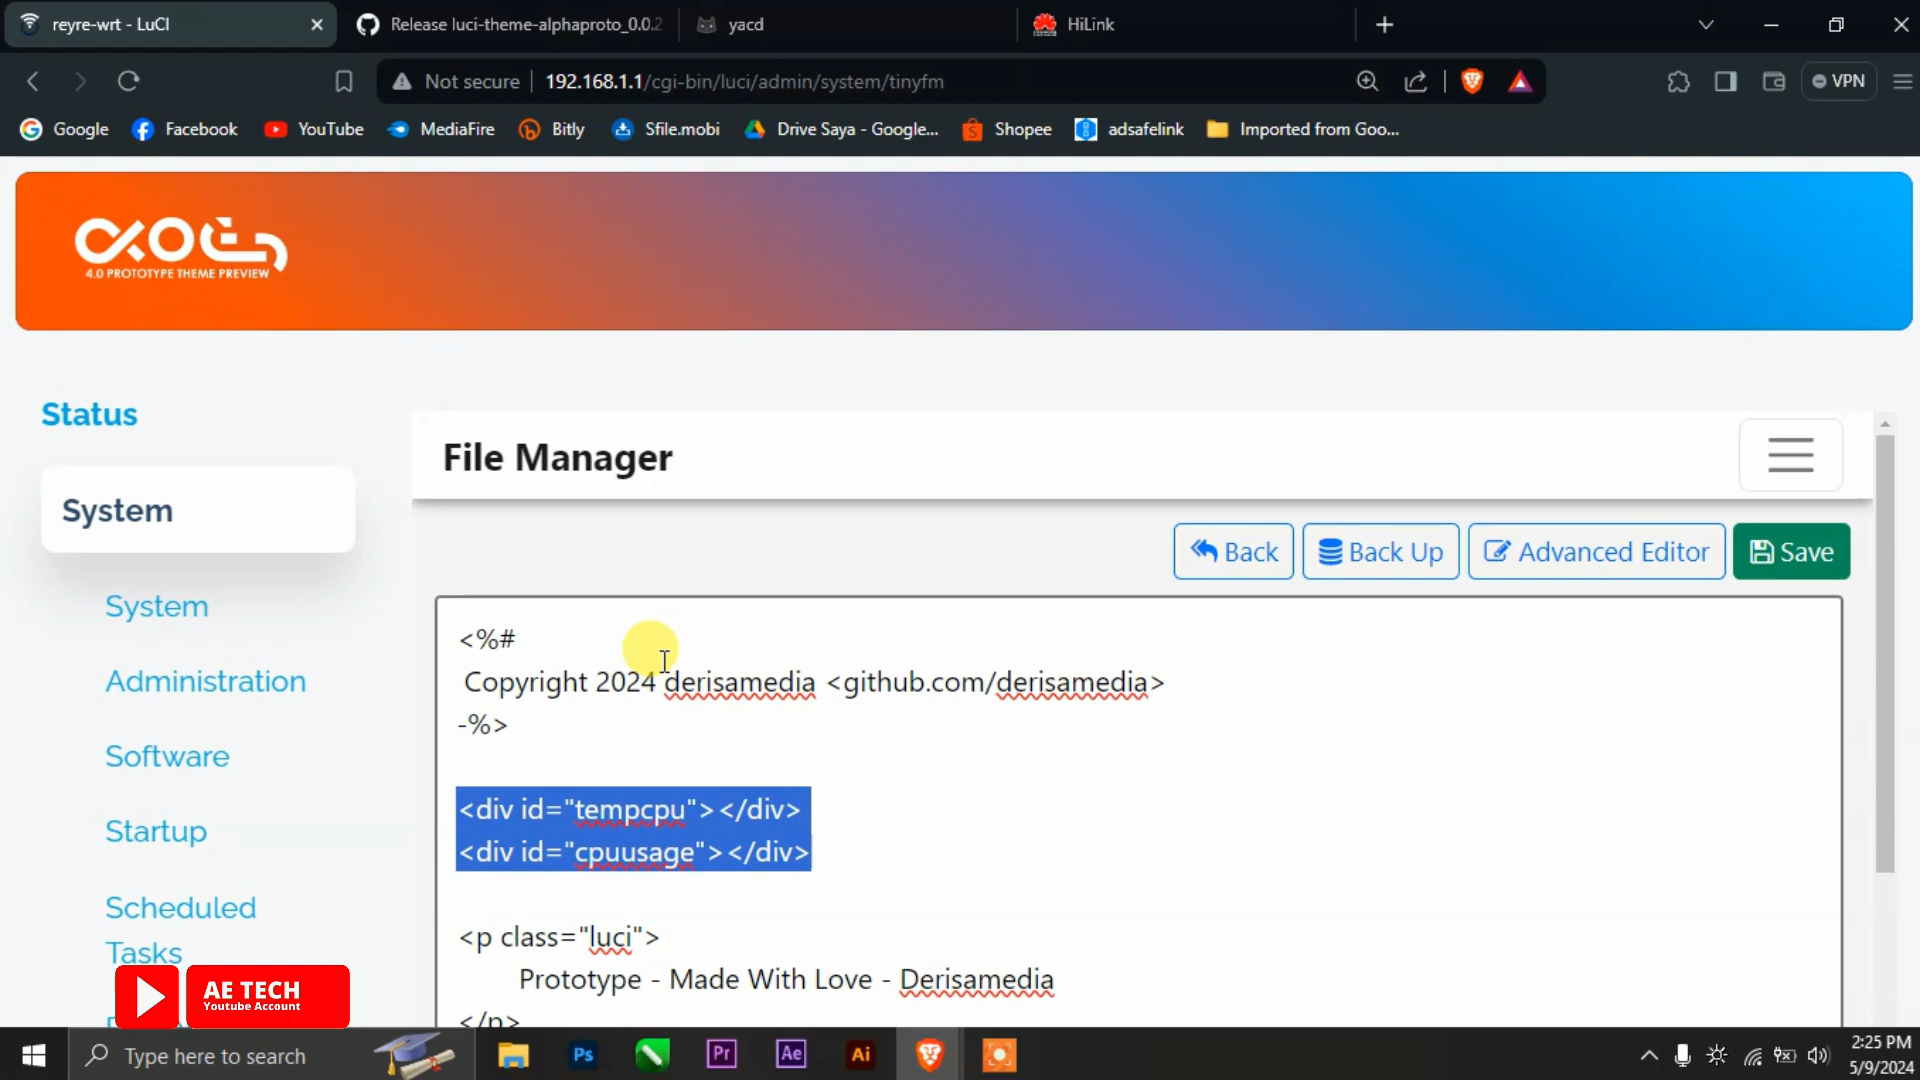 reyre-wrt - LuCI
Release luci-theme-alphaproto_0.0.2
yacd
HiLink
Not secure
192.168.1.1/cgi-bin/luci/admin/system/tinyfm
VPN
Google
Facebook
YouTube
MediaFire
Bitly
Sfile.mobi
Drive Saya - Google...
Shopee
adsafelink
Imported from Goo...
4.0 PROTOTYPE THEME PREVIEW
Status
System
System
Administration
Software
Startup
Scheduled
Tasks
File Manager
Back
Back Up
Advanced Editor
Save
<%#
Copyright 2024 derisamedia <github.com/derisamedia>
-%>
<div id="tempcpu"></div>
<div id="cpuusage"></div>
<p class="luci">
Prototype - Made With Love - Derisamedia
</p>
AE TECH
Youtube Account
Type here to search
Ps
Pr
Ae
Ai
2:25 PM
5/9/2024